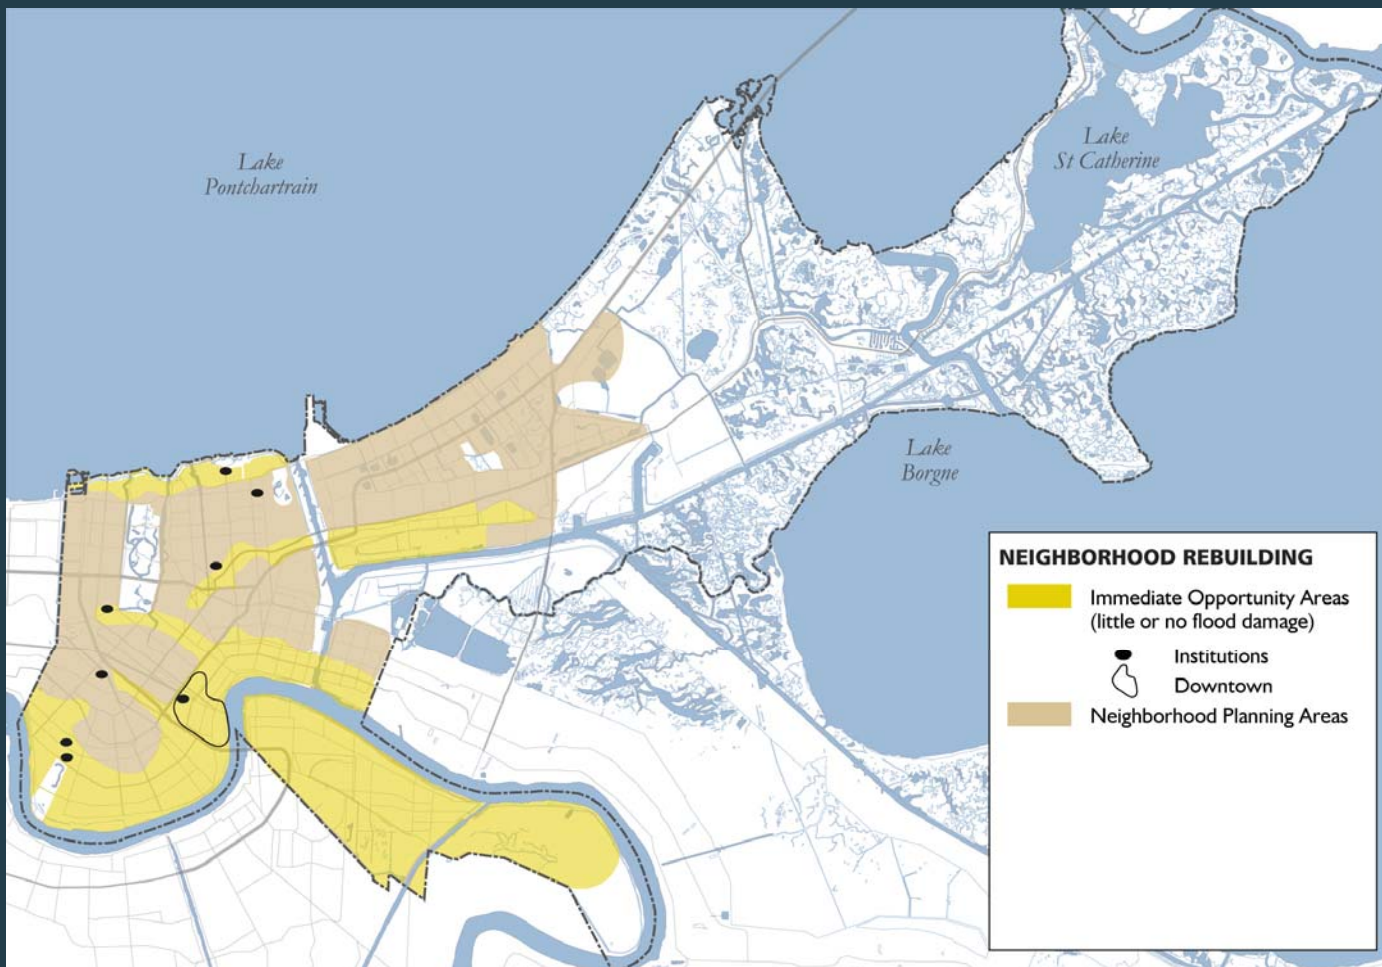 Lake
Pontchartrain
Lake
St Catherine
Lake
Borgne
NEIGHBORHOOD REBUILDING
Immediate Opportunity Areas
(little or no flood damage)
Institutions
Downtown
Neighborhood Planning Areas